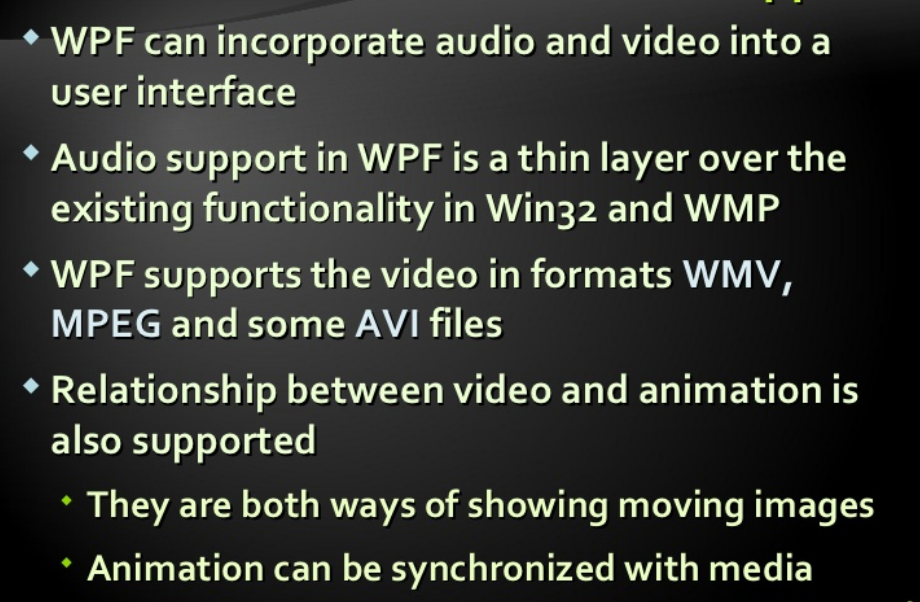 WPF can incorporate audio and video into a
user interface
Audio support in WPF is a thin layer over the
existing functionality in Win32 and WMP
WPF supports the video in formats WMV,
MPEG and some AVI files
Relationship between video and animation is
also supported
They are both ways of showing moving images
Animation can be synchronized with media